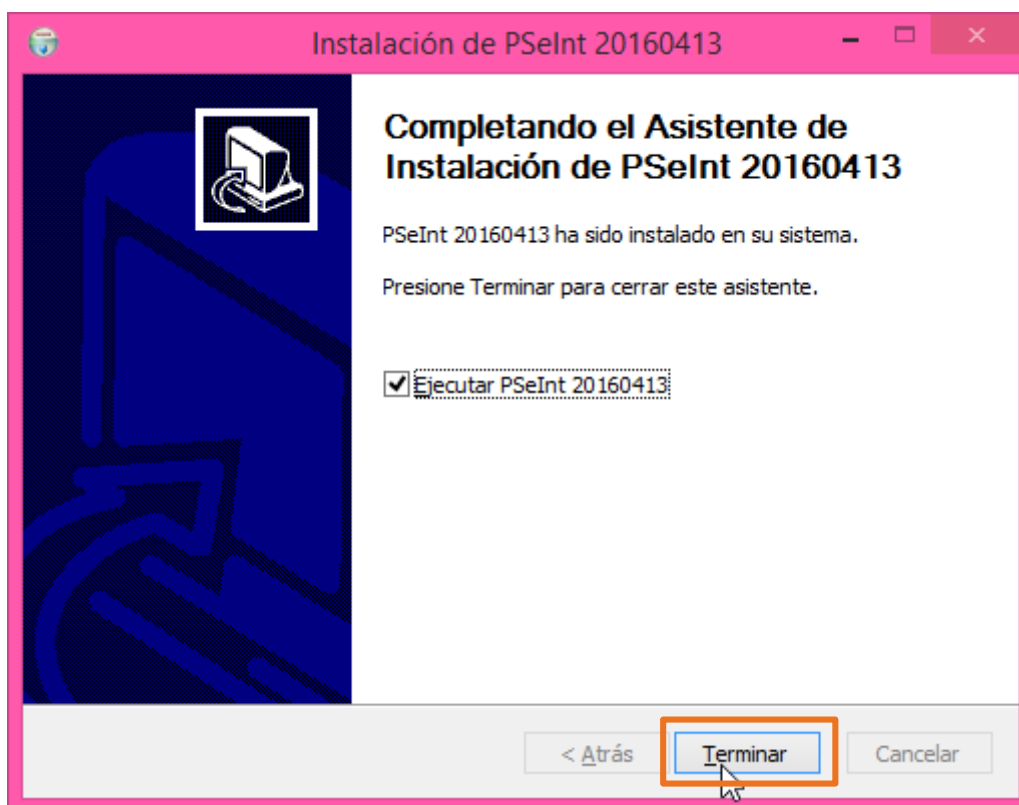 Instalación de PSeInt 20160413
Completando el Asistente de
Instalación de PSeInt 20160413
PSeInt 20160413 ha sido instalado en su sistema.
Presione Terminar para cerrar este asistente.
Ejecutar PSeInt 20160413
< Atrás
Terminar
Cancelar